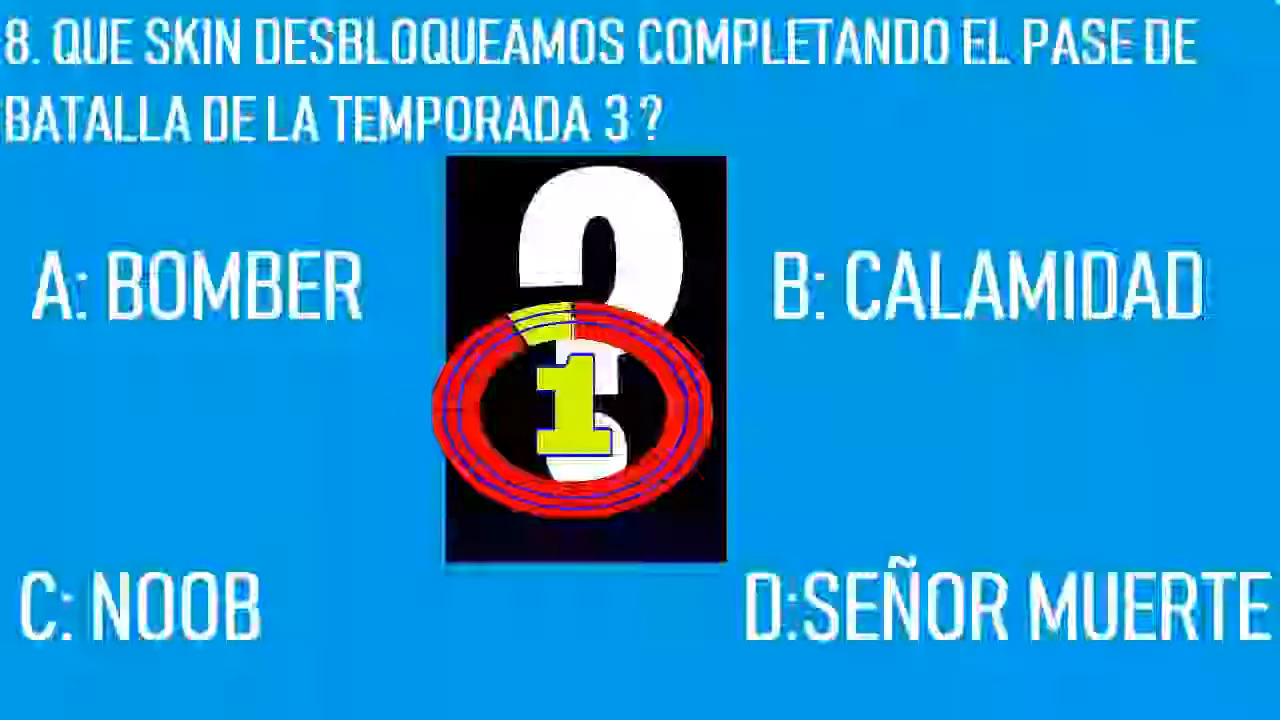 8. QUE SKIN DESBLOQUEAMOS COMPLETANDO EL PASE DE
BATALLA DE LA TEMPORADA 3 ?
A: BOMBER
B: CALAMIDAD
1
C: NOOB
D:SEÑOR MUERTE